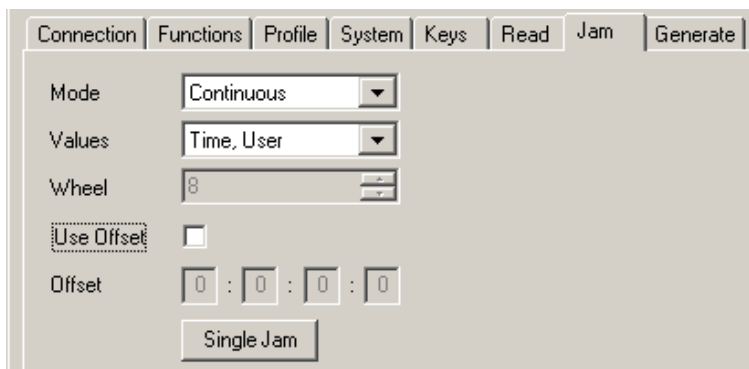 Connection Functions Profile System Keys Read Jam Generate
Mode Continuous
Values Time, User
Wheel 8
Use Offset
Offset 0 : 0 : 0 : 0
Single Jam